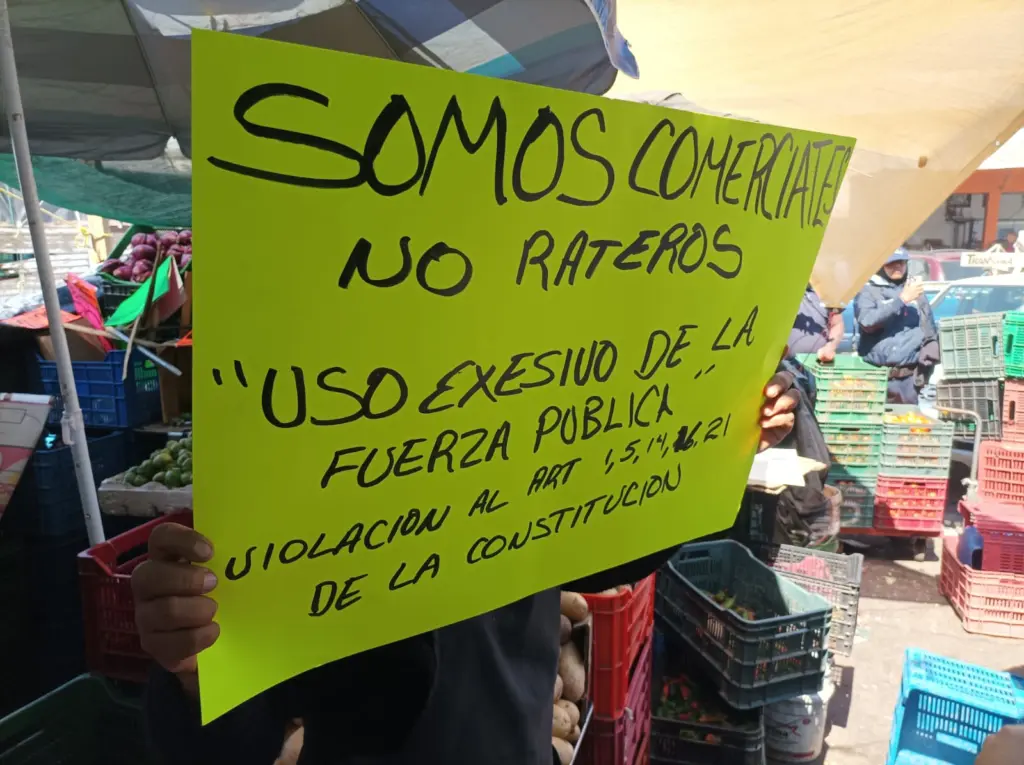 SOMOS COMERCIATES
NO RATEROS
"USO EXESIVO DE LA
FUERZA PÚBLICA"
VIOLACION AL ART 1,5,14,16,21
DE LA CONSTITUCION